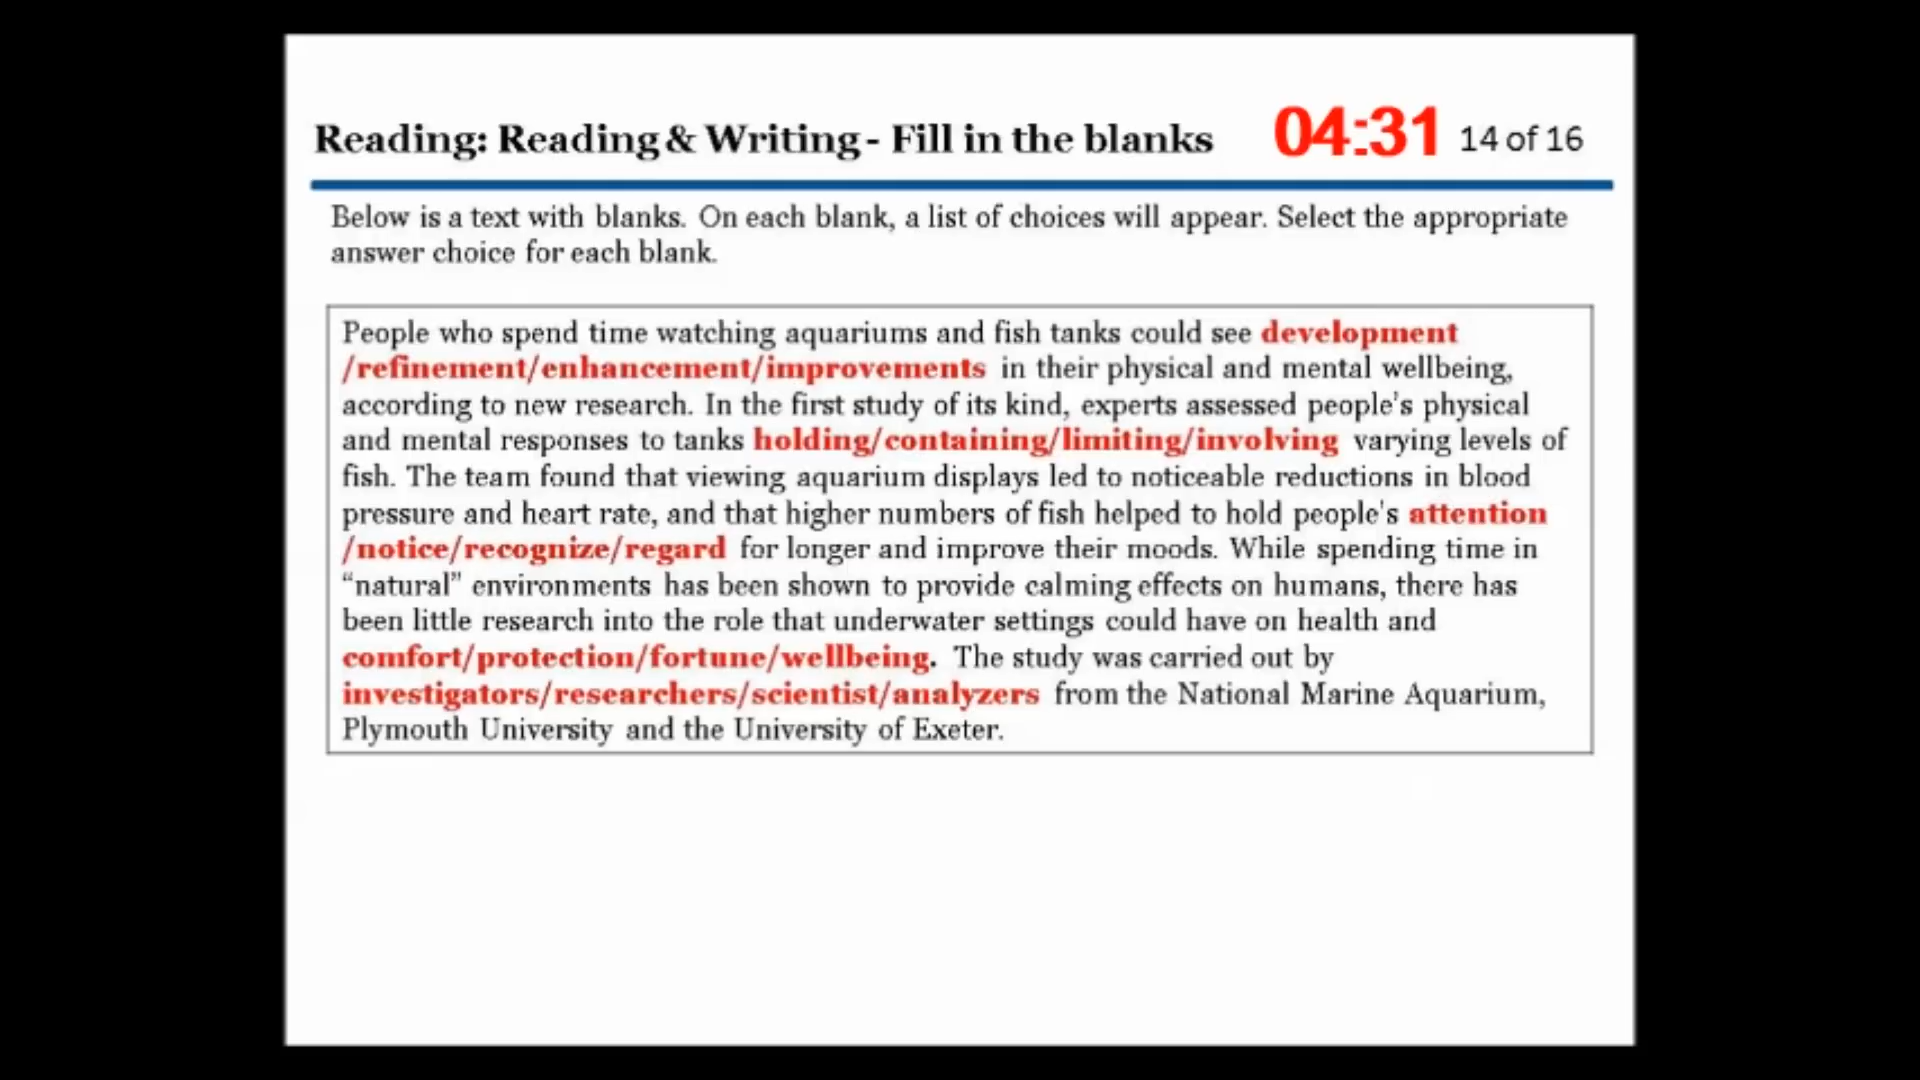 Reading: Reading & Writing - Fill in the blanks 04:31 14 of 16
Below is a text with blanks. On each blank, a list of choices will appear. Select the appropriate
answer choice for each blank.
People who spend time watching aquariums and fish tanks could see development
/refinement/enhancement/improvements in their physical and mental wellbeing,
according to new research. In the first study of its kind, experts assessed people's physical
and mental responses to tanks holding/containing/limiting/involving varying levels of
fish. The team found that viewing aquarium displays led to noticeable reductions in blood
pressure and heart rate, and that higher numbers of fish helped to hold people's attention
/notice/recognize/regard for longer and improve their moods. While spending time in
“natural” environments has been shown to provide calming effects on humans, there has
been little research into the role that underwater settings could have on health and
comfort/protection/fortune/wellbeing. The study was carried out by
investigators/researchers/scientist/analyzers from the National Marine Aquarium,
Plymouth University and the University of Exeter.